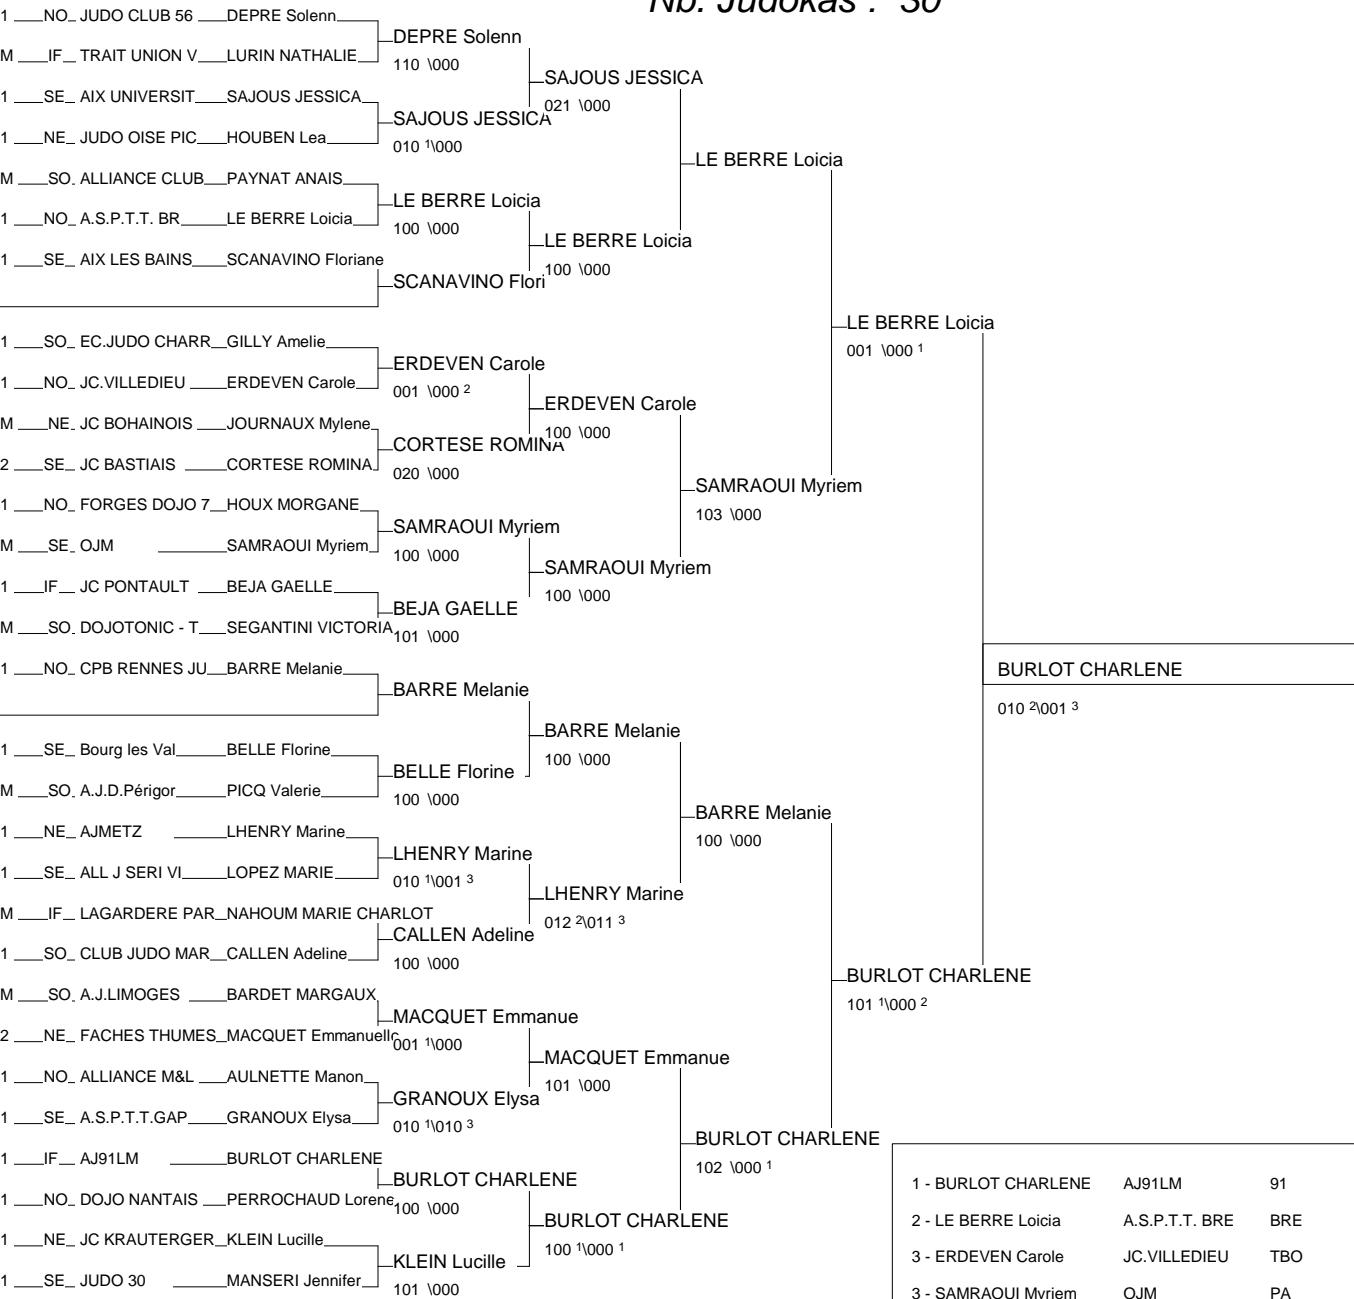 Nb. Judokas : 30
1 NO JUDO CLUB 56 DEPRE Solenn
DEPRE Solenn
M IF TRAIT UNION V LURIN NATHALIE
110 \000
SAJOUS JESSICA
1 SE AIX UNIVERSIT SAJOUS JESSICA
021 \000
SAJOUS JESSICA
1 NE JUDO OISE PIC HOUBEN Lea
010 1\000
LE BERRE Loicia
M SO ALLIANCE CLUB PAYNAT ANAIS
LE BERRE Loicia
1 NO A.S.P.T.T. BR LE BERRE Loicia
100 \000
LE BERRE Loicia
1 SE AIX LES BAINS SCANAVINO Floriane
100 \000
SCANAVINO Flori
LE BERRE Loicia
001 \000 1
1 SO EC.JUDO CHARR GILLY Amelie
ERDEVEN Carole
1 NO JC.VILLEDIEU ERDEVEN Carole
001 \000 2
ERDEVEN Carole
M NE JC BOHAINOIS JOURNAUX Mylene
100 \000
CORTESE ROMINA
2 SE JC BASTIAIS CORTESE ROMINA
020 \000
SAMRAOUI Myriem
103 \000
1 NO FORGES DOJO 7 HOUX MORGANE
SAMRAOUI Myriem
M SE OJM SAMRAOUI Myriem
100 \000
SAMRAOUI Myriem
100 \000
1 IF JC PONTAULT BEJA GAELLE
BEJA GAELLE
M SO DOJOTONIC - T SEGANTINI VICTORIA
101 \000
BURLOT CHARLENE
010 2\001 3
1 NO CPB RENNES JU BARRE Melanie
BARRE Melanie
BARRE Melanie
100 \000
1 SE Bourg les Val BELLE Florine
BELLE Florine
M SO A.J.D.Périgor PICQ Valerie
100 \000
BARRE Melanie
100 \000
1 NE AJMETZ LHENRY Marine
LHENRY Marine
1 SE ALL J SERI VI LOPEZ MARIE
010 1\001 3
LHENRY Marine
012 2\011 3
M IF LAGARDERE PAR NAHOUM MARIE CHARLOT
CALLEN Adeline
1 SO CLUB JUDO MAR CALLEN Adeline
100 \000
BURLOT CHARLENE
101 1\000 2
M SO A.J.LIMOGES BARDET MARGAUX
MACQUET Emmanue
2 NE FACHES THUMES MACQUET Emmanuelle
001 1\000
MACQUET Emmanue
101 \000
1 NO ALLIANCE M&L AULNETTE Manon
GRANOUX Elysa
1 SE A.S.P.T.T.GAP GRANOUX Elysa
010 1\010 3
BURLOT CHARLENE
102 \000 1
1 IF AJ91LM BURLOT CHARLENE
BURLOT CHARLENE
1 NO DOJO NANTAIS PERROCHAUD Lorene
100 \000
BURLOT CHARLENE
100 1\000 1
1 NE JC KRAUTERGER KLEIN Lucille
KLEIN Lucille
1 SE JUDO 30 MANSERI Jennifer
101 \000
1 - BURLOT CHARLENE AJ91LM 91
2 - LE BERRE Loicia A.S.P.T.T. BRE BRE
3 - ERDEVEN Carole JC.VILLEDIEU TBO
3 - SAMRAOUI Myriem OJM PA